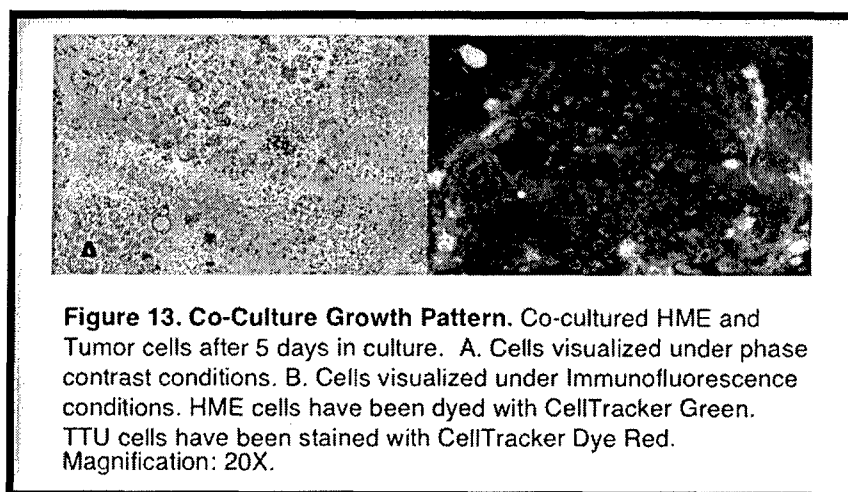 A
Figure 13. Co-Culture Growth Pattern. Co-cultured HME and
Tumor cells after 5 days in culture. A. Cells visualized under phase
contrast conditions. B. Cells visualized under Immunofluorescence
conditions. HME cells have been dyed with CellTracker Green.
TTU cells have been stained with CellTracker Dye Red.
Magnification: 20X.